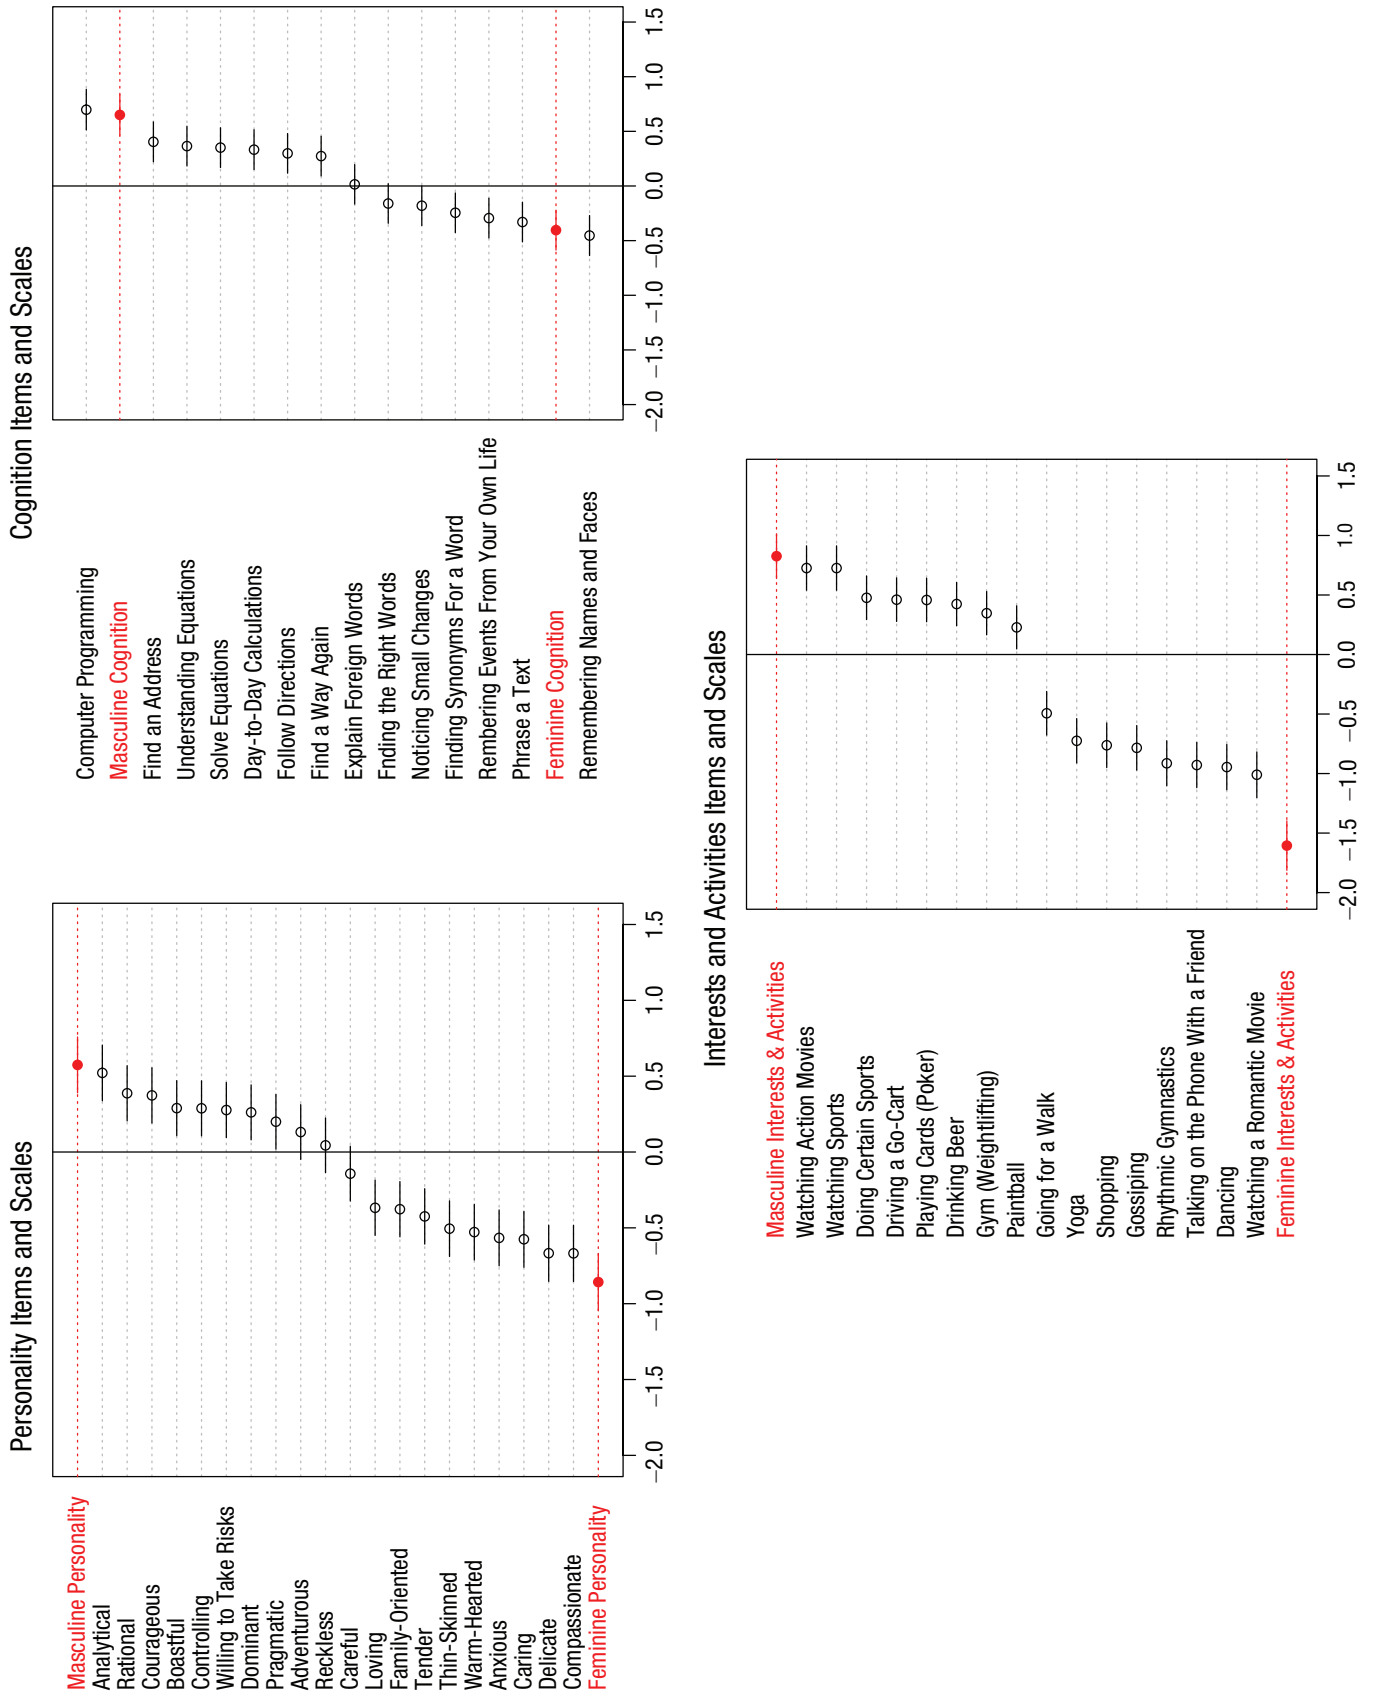 Personality Items and Scales
Masculine Personality
Analytical
Rational
Courageous
Boastful
Controlling
Willing to Take Risks
Dominant
Pragmatic
Adventurous
Reckless
Careful
Loving
Family-Oriented
Tender
Thin-Skinned
Warm-Hearted
Anxious
Caring
Delicate
Compassionate
Feminine Personality
−2.0 −1.5 −1.0 −0.5 0.0 0.5 1.0 1.5
Cognition Items and Scales
Computer Programming
Masculine Cognition
Find an Address
Understanding Equations
Solve Equations
Day-to-Day Calculations
Follow Directions
Find a Way Again
Explain Foreign Words
Fnding the Right Words
Noticing Small Changes
Finding Synonyms For a Word
Rembering Events From Your Own Life
Phrase a Text
Feminine Cognition
Remembering Names and Faces
−2.0 −1.5 −1.0 −0.5 0.0 0.5 1.0 1.5
Interests and Activities Items and Scales
Masculine Interests & Activities
Watching Action Movies
Watching Sports
Doing Certain Sports
Driving a Go-Cart
Playing Cards (Poker)
Drinking Beer
Gym (Weightlifting)
Paintball
Going for a Walk
Yoga
Shopping
Gossiping
Rhythmic Gymnastics
Talking on the Phone With a Friend
Dancing
Watching a Romantic Movie
Feminine Interests & Activities
−2.0 −1.5 −1.0 −0.5 0.0 0.5 1.0 1.5